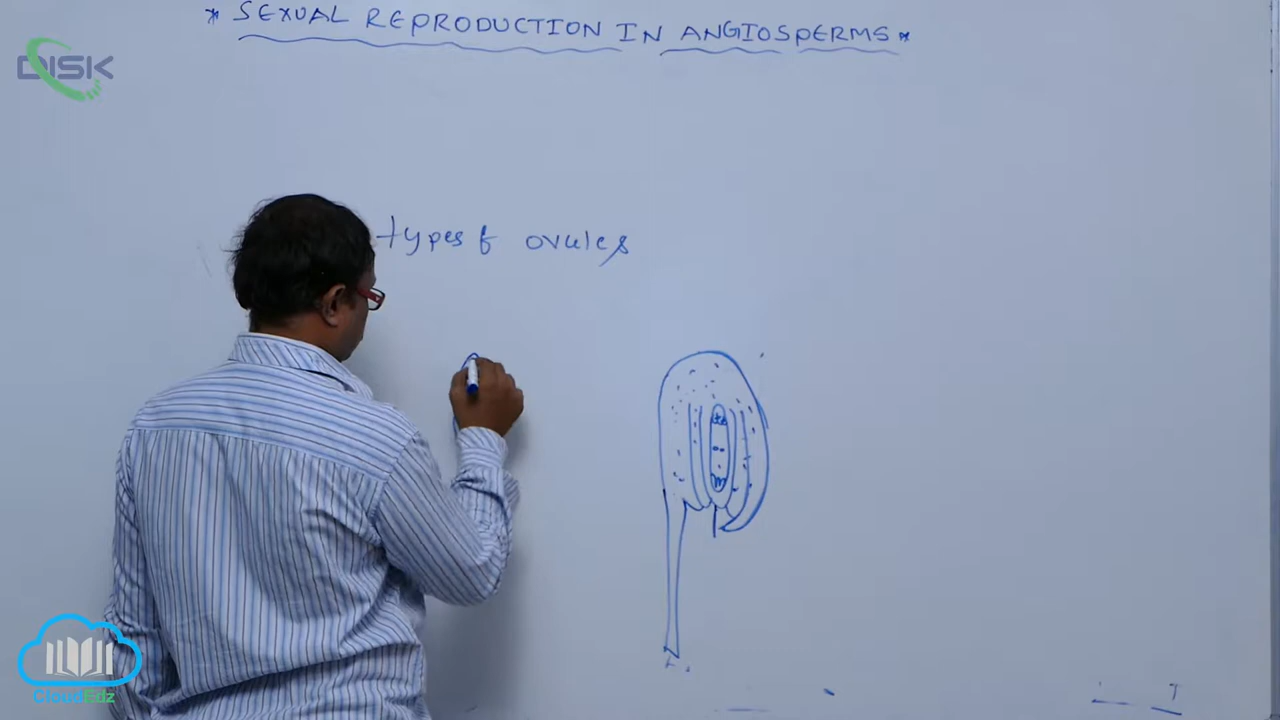 * SEXUAL REPRODUCTION IN ANGIOSPERMS *
DISK
types of ovules
CloudEdz